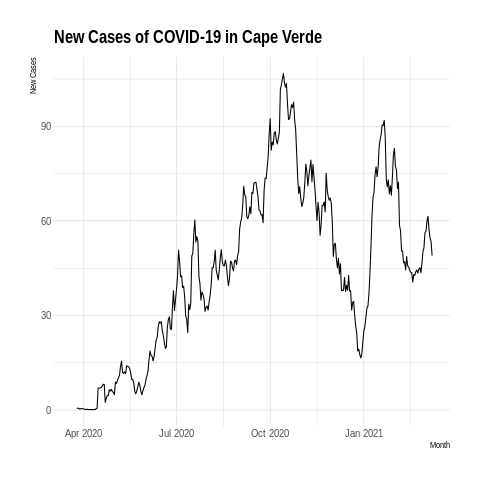 New Cases of COVID-19 in Cape Verde
New Cases
90
60
30
0
Apr 2020
Jul 2020
Oct 2020
Jan 2021
Month